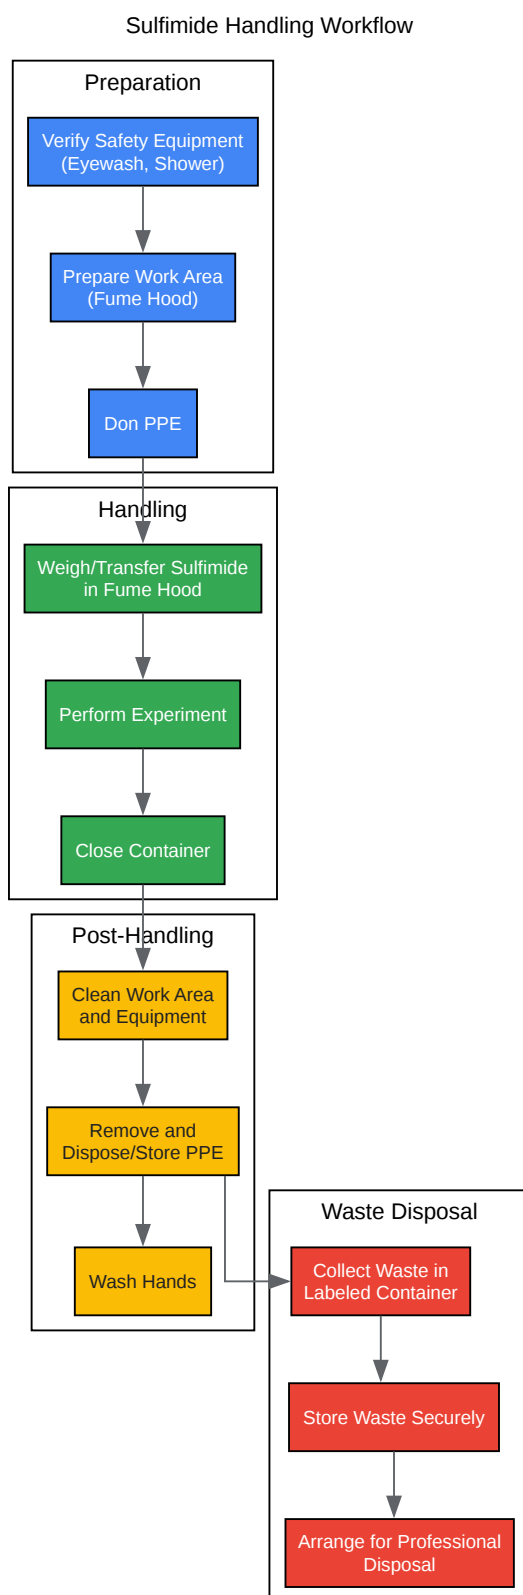 Sulfimide Handling Workflow
Preparation
Verify Safety Equipment
(Eyewash, Shower)
Prepare Work Area
(Fume Hood)
Don PPE
Handling
Weigh/Transfer Sulfimide
in Fume Hood
Perform Experiment
Close Container
Post-Handling
Clean Work Area
and Equipment
Remove and
Dispose/Store PPE
Wash Hands
Waste Disposal
Collect Waste in
Labeled Container
Store Waste Securely
Arrange for Professional
Disposal